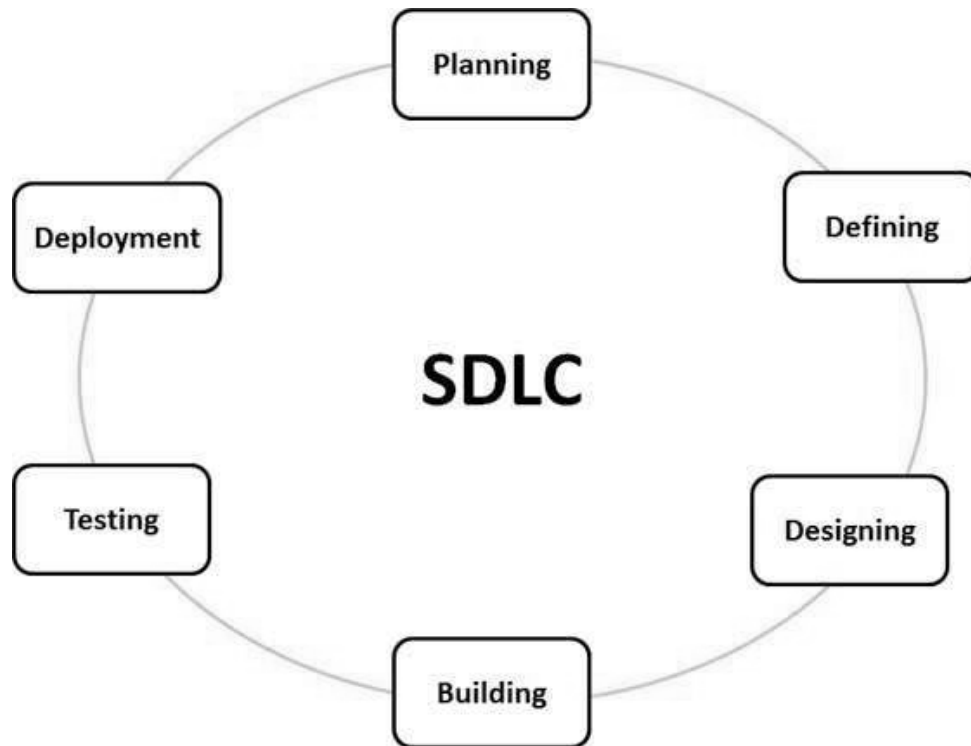 Planning
Defining
Designing
Building
Testing
Deployment
SDLC